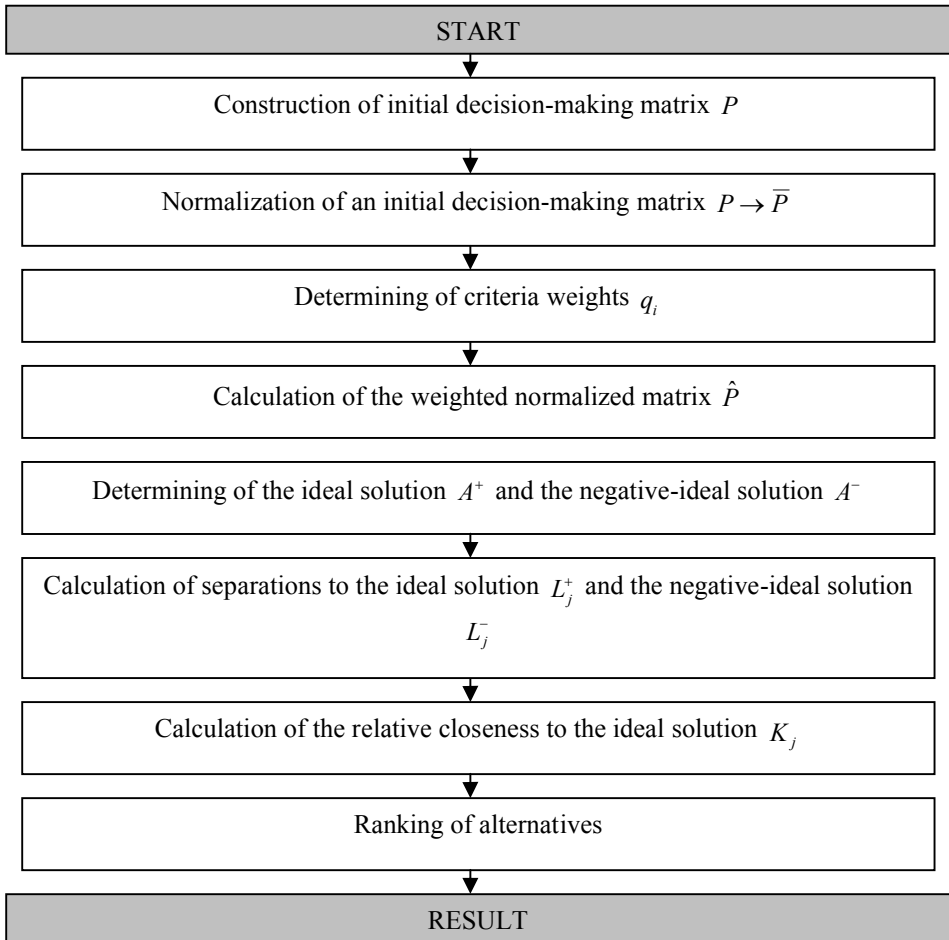 START
Construction of initial decision-making matrix P
Normalization of an initial decision-making matrix P → P̅
Determining of criteria weights qᵢ
Calculation of the weighted normalized matrix P̂
Determining of the ideal solution A⁺ and the negative-ideal solution A⁻
Calculation of separations to the ideal solution Lⱼ⁺ and the negative-ideal solution
Lⱼ⁻
Calculation of the relative closeness to the ideal solution Kⱼ
Ranking of alternatives
RESULT